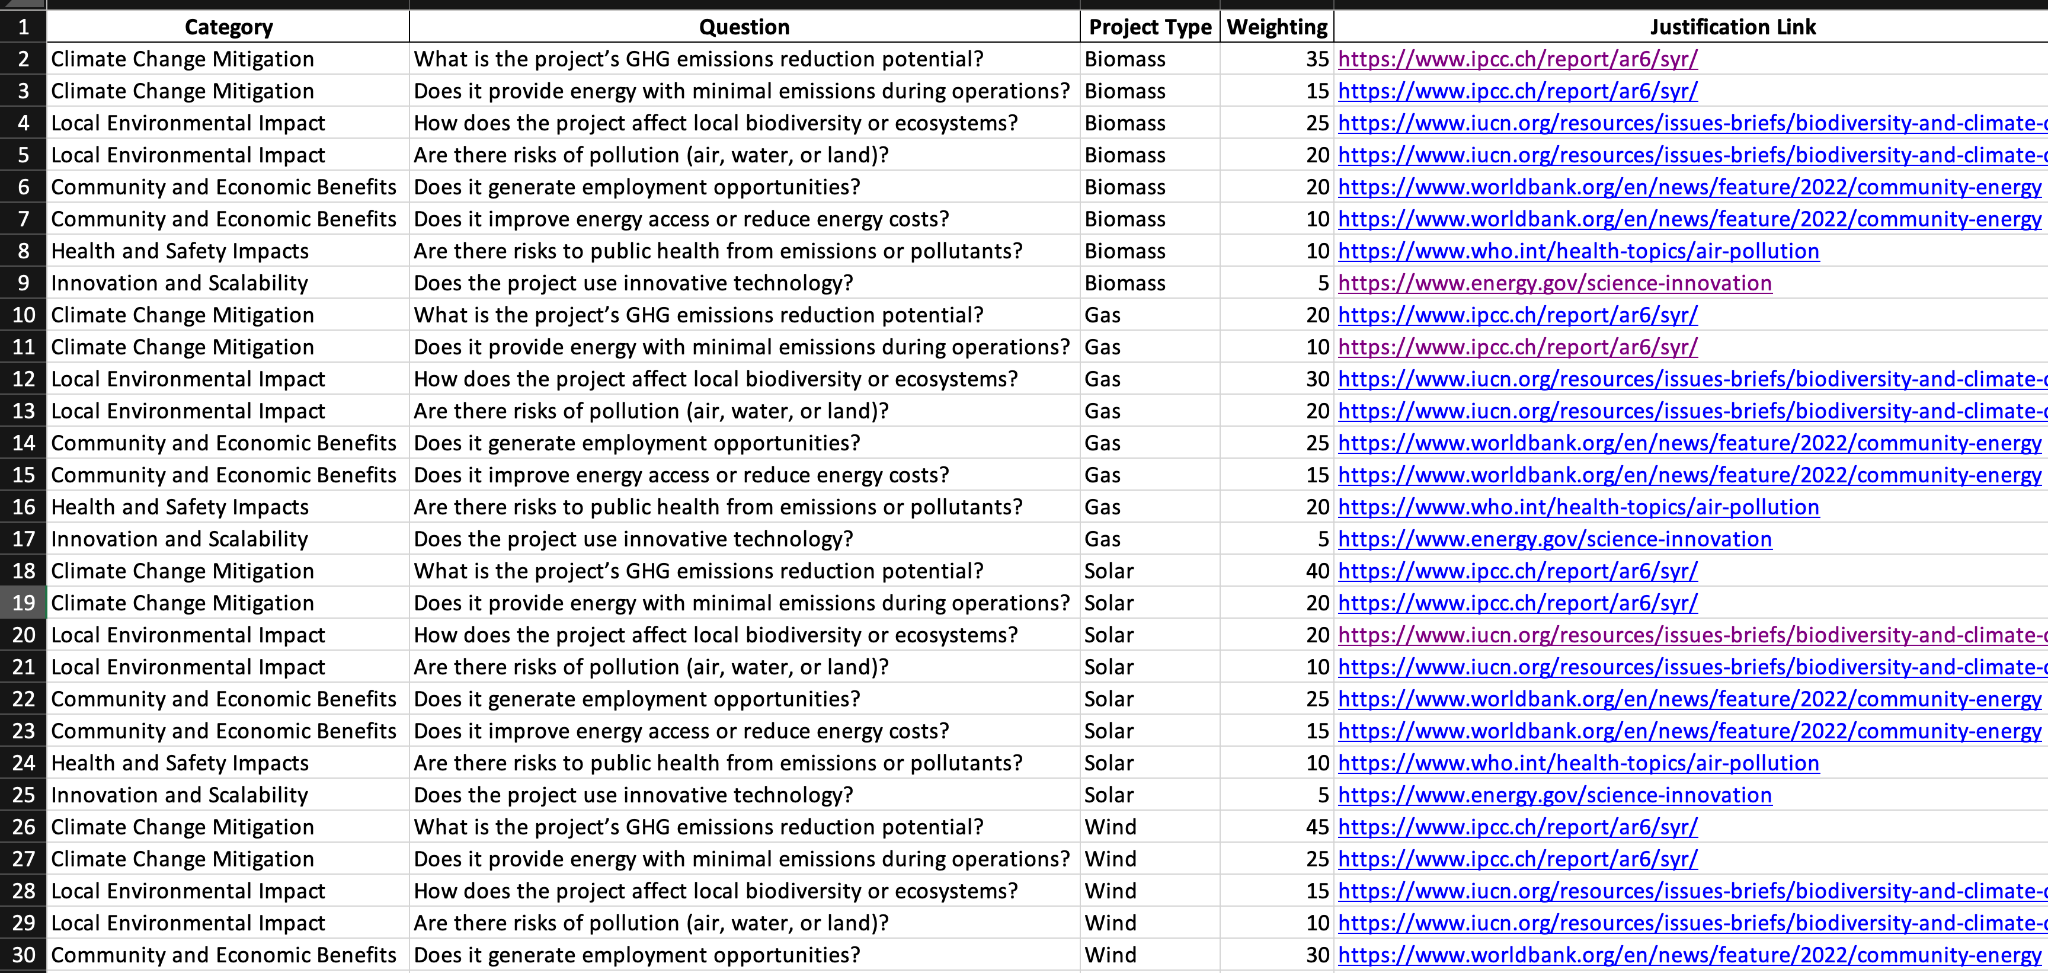 Category Question Project Type Weighting Justification Link
1
2 Climate Change Mitigation What is the project’s GHG emissions reduction potential? Biomass 35 https://www.ipcc.ch/report/ar6/syr/
3 Climate Change Mitigation Does it provide energy with minimal emissions during operations? Biomass 15 https://www.ipcc.ch/report/ar6/syr/
4 Local Environmental Impact How does the project affect local biodiversity or ecosystems? Biomass 25 https://www.iucn.org/resources/issues-briefs/biodiversity-and-climate-
5 Local Environmental Impact Are there risks of pollution (air, water, or land)? Biomass 20 https://www.iucn.org/resources/issues-briefs/biodiversity-and-climate-
6 Community and Economic Benefits Does it generate employment opportunities? Biomass 20 https://www.worldbank.org/en/news/feature/2022/community-energy
7 Community and Economic Benefits Does it improve energy access or reduce energy costs? Biomass 10 https://www.worldbank.org/en/news/feature/2022/community-energy
8 Health and Safety Impacts Are there risks to public health from emissions or pollutants? Biomass 10 https://www.who.int/health-topics/air-pollution
9 Innovation and Scalability Does the project use innovative technology? Biomass 5 https://www.energy.gov/science-innovation
10 Climate Change Mitigation What is the project’s GHG emissions reduction potential? Gas 20 https://www.ipcc.ch/report/ar6/syr/
11 Climate Change Mitigation Does it provide energy with minimal emissions during operations? Gas 10 https://www.ipcc.ch/report/ar6/syr/
12 Local Environmental Impact How does the project affect local biodiversity or ecosystems? Gas 30 https://www.iucn.org/resources/issues-briefs/biodiversity-and-climate-
13 Local Environmental Impact Are there risks of pollution (air, water, or land)? Gas 20 https://www.iucn.org/resources/issues-briefs/biodiversity-and-climate-
14 Community and Economic Benefits Does it generate employment opportunities? Gas 25 https://www.worldbank.org/en/news/feature/2022/community-energy
15 Community and Economic Benefits Does it improve energy access or reduce energy costs? Gas 15 https://www.worldbank.org/en/news/feature/2022/community-energy
16 Health and Safety Impacts Are there risks to public health from emissions or pollutants? Gas 20 https://www.who.int/health-topics/air-pollution
17 Innovation and Scalability Does the project use innovative technology? Gas 5 https://www.energy.gov/science-innovation
18 Climate Change Mitigation What is the project’s GHG emissions reduction potential? Solar 40 https://www.ipcc.ch/report/ar6/syr/
19 Climate Change Mitigation Does it provide energy with minimal emissions during operations? Solar 20 https://www.ipcc.ch/report/ar6/syr/
20 Local Environmental Impact How does the project affect local biodiversity or ecosystems? Solar 20 https://www.iucn.org/resources/issues-briefs/biodiversity-and-climate-
21 Local Environmental Impact Are there risks of pollution (air, water, or land)? Solar 10 https://www.iucn.org/resources/issues-briefs/biodiversity-and-climate-
22 Community and Economic Benefits Does it generate employment opportunities? Solar 25 https://www.worldbank.org/en/news/feature/2022/community-energy
23 Community and Economic Benefits Does it improve energy access or reduce energy costs? Solar 15 https://www.worldbank.org/en/news/feature/2022/community-energy
24 Health and Safety Impacts Are there risks to public health from emissions or pollutants? Solar 10 https://www.who.int/health-topics/air-pollution
25 Innovation and Scalability Does the project use innovative technology? Solar 5 https://www.energy.gov/science-innovation
26 Climate Change Mitigation What is the project’s GHG emissions reduction potential? Wind 45 https://www.ipcc.ch/report/ar6/syr/
27 Climate Change Mitigation Does it provide energy with minimal emissions during operations? Wind 25 https://www.ipcc.ch/report/ar6/syr/
28 Local Environmental Impact How does the project affect local biodiversity or ecosystems? Wind 15 https://www.iucn.org/resources/issues-briefs/biodiversity-and-climate-
29 Local Environmental Impact Are there risks of pollution (air, water, or land)? Wind 10 https://www.iucn.org/resources/issues-briefs/biodiversity-and-climate-
30 Community and Economic Benefits Does it generate employment opportunities? Wind 30 https://www.worldbank.org/en/news/feature/2022/community-energy